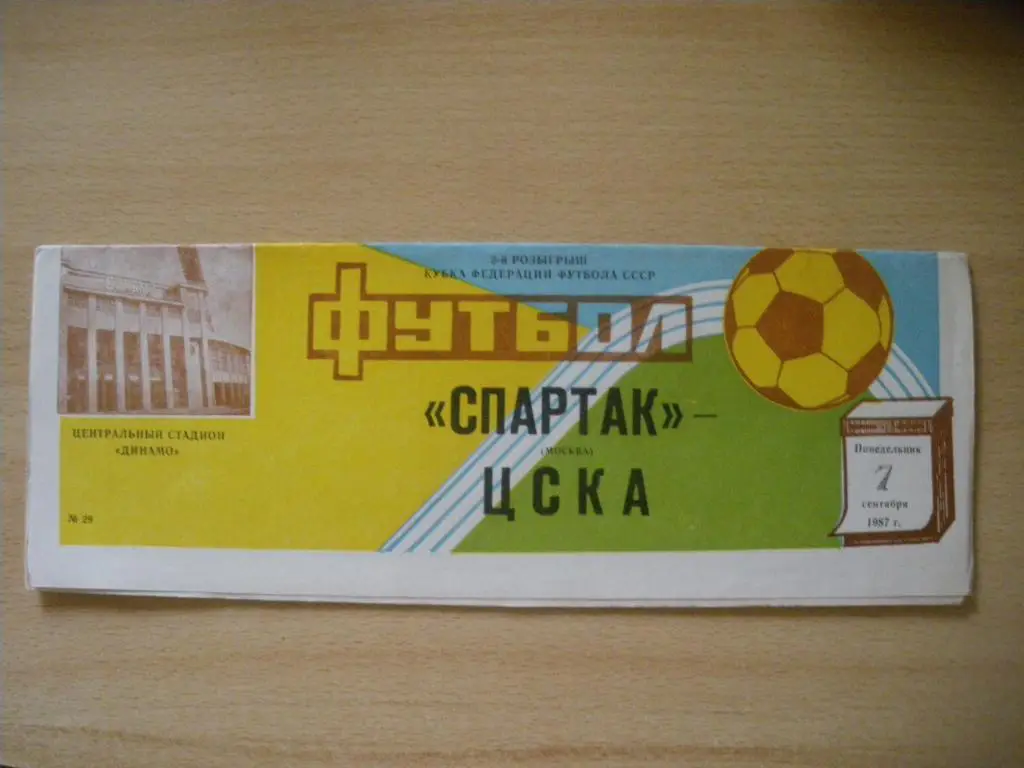 2-й РОЗЫГРЫШ
КУБКА ФЕДЕРАЦИИ ФУТБОЛА СССР
ФУТБОЛ
«СПАРТАК» –
(МОСКВА)
ЦСКА
ЦЕНТРАЛЬНЫЙ СТАДИОН
«ДИНАМО»
№ 29
Понедельник
7
сентября
1987 г.